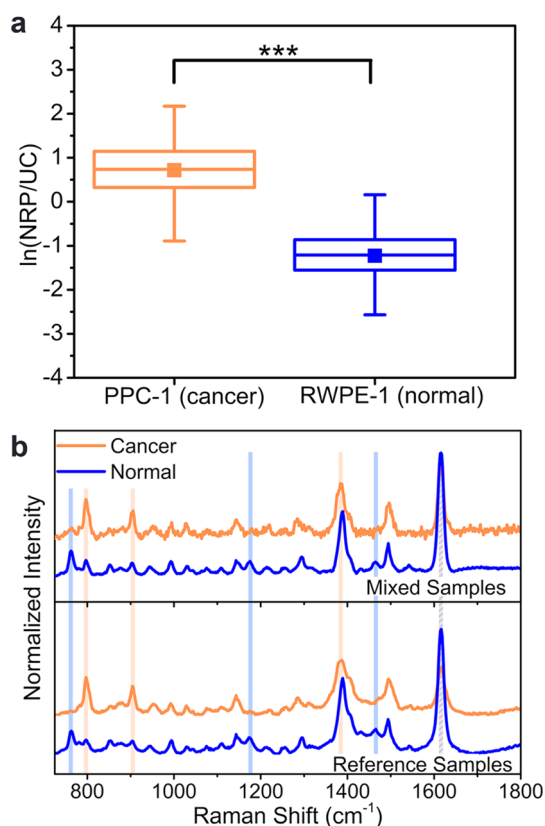 a
***
ln(NRP/UC)
4
3
2
1
0
-1
-2
-3
-4
PPC-1 (cancer) RWPE-1 (normal)
b
Cancer
Normal
Normalized Intensity
Mixed Samples
Reference Samples
800 1000 1200 1400 1600 1800
Raman Shift (cm⁻¹)